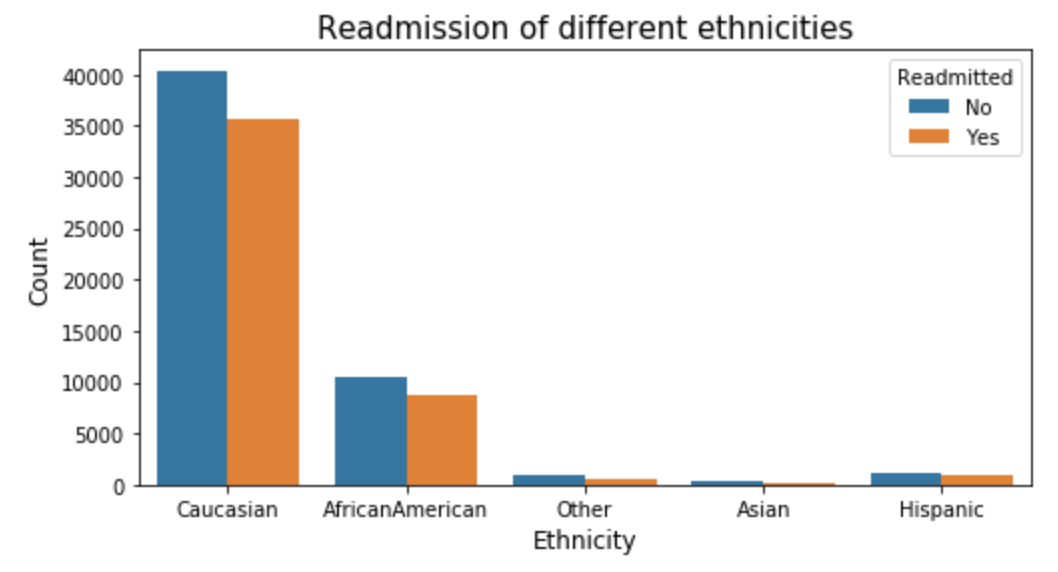 Readmission of different ethnicities
Readmitted
No
Yes
Count
40000
35000
30000
25000
20000
15000
10000
5000
0
Caucasian AfricanAmerican Other Asian Hispanic
Ethnicity